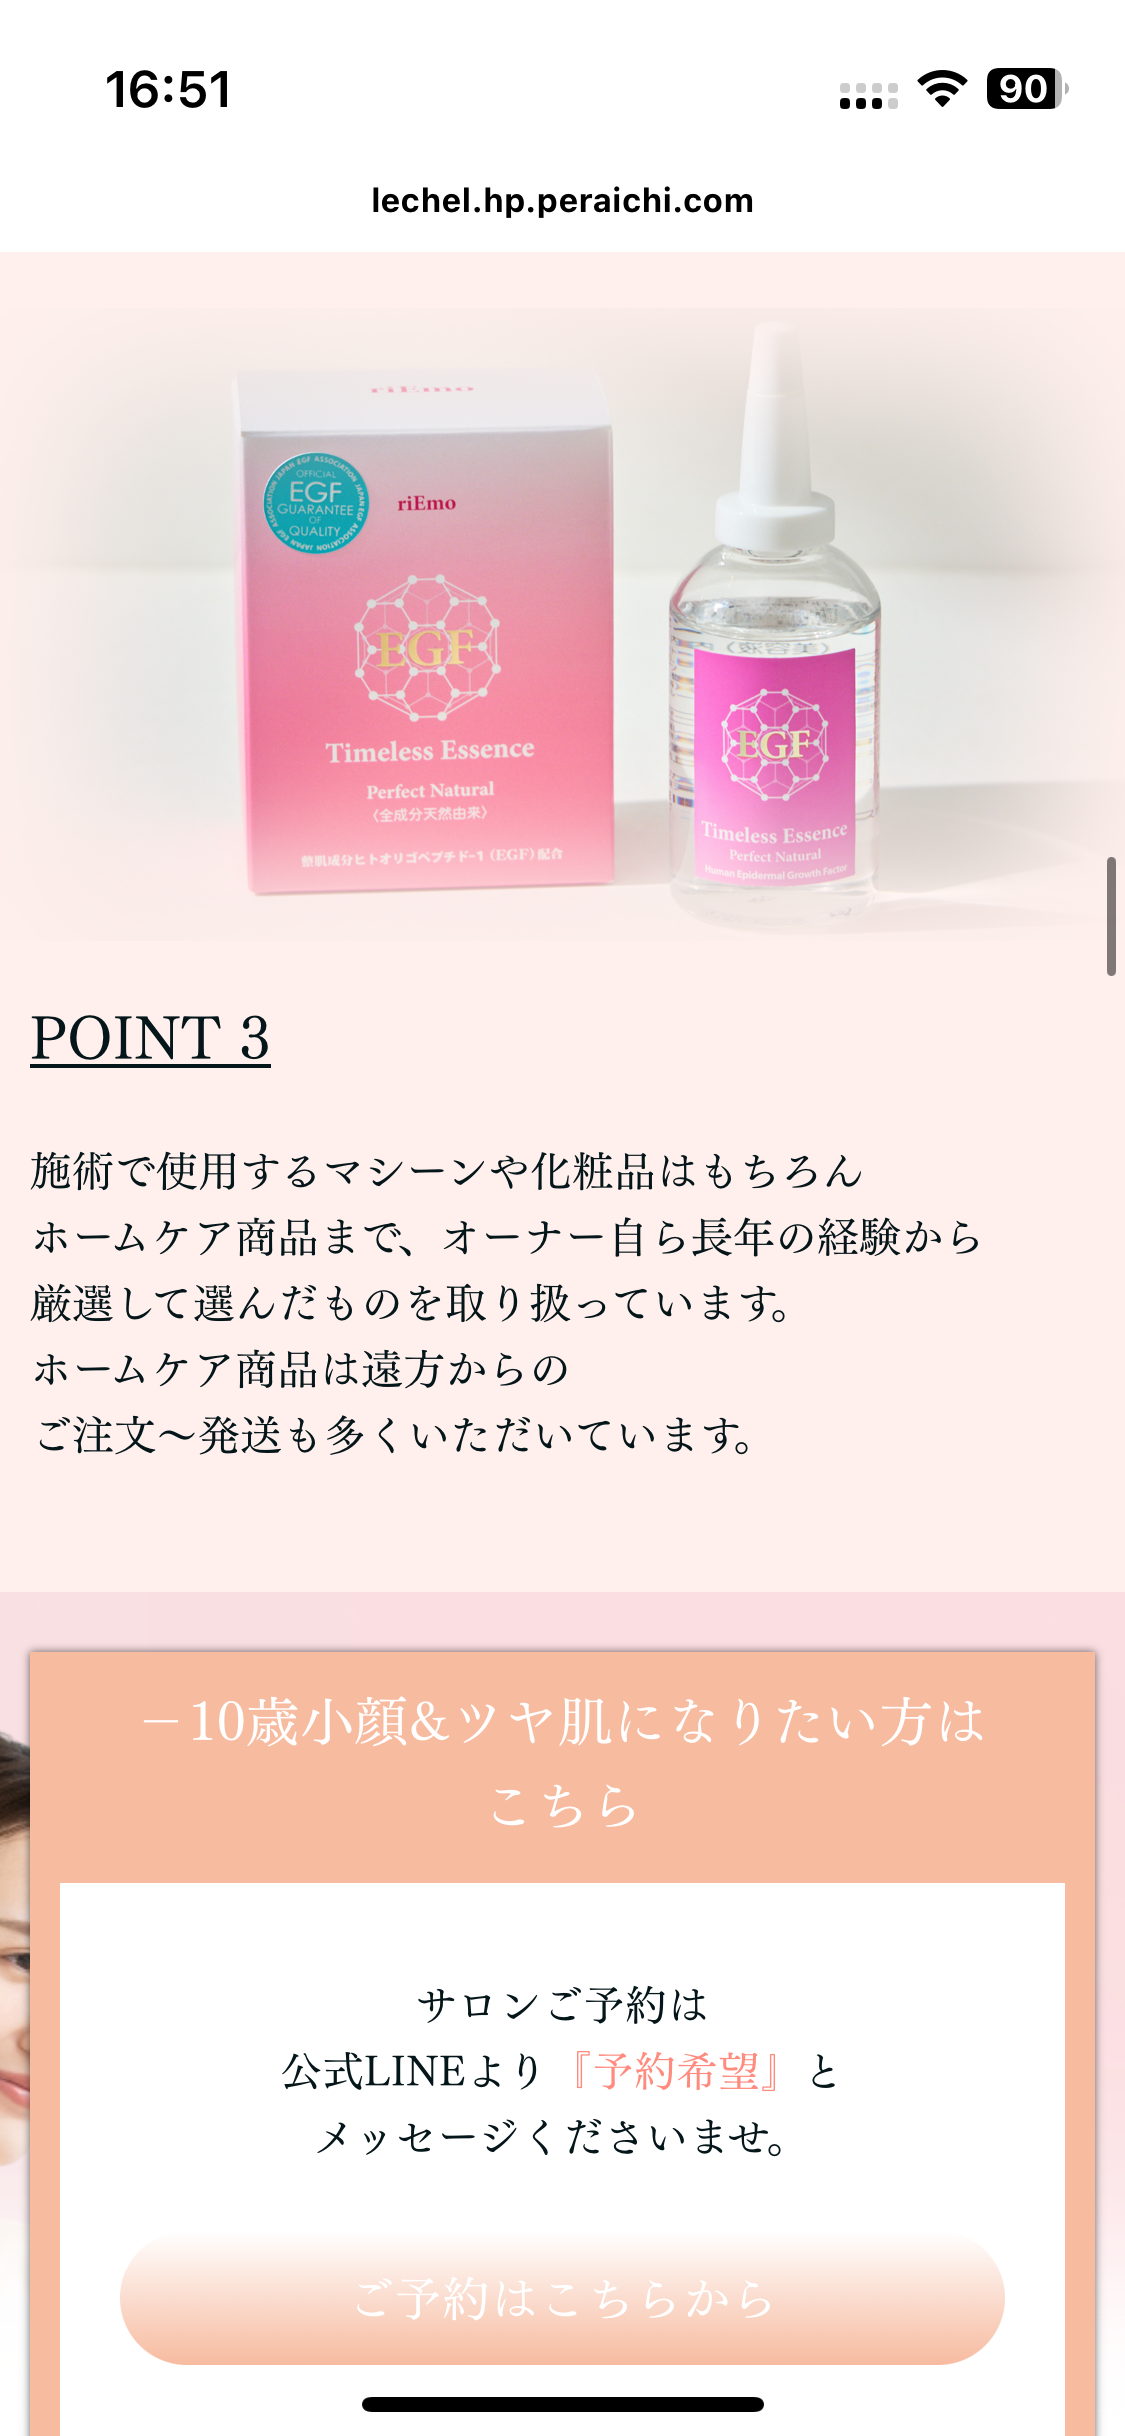 16:51
90
lechel.hp.peraichi.com
riEmo
JAPAN EGF ASSOCIATION JAPAN EGF ASSOCIATION
OFFICIAL
EGF
GUARANTEE
OF
QUALITY
riEmo
EGF
Timeless Essence
Perfect Natural
〈全成分天然由来〉
整肌成分ヒトオリゴペプチド-1（EGF）配合
EGF
Timeless Essence
Perfect Natural
Human Epidermal Growth Factor
POINT 3
施術で使用するマシーンや化粧品はもちろん
ホームケア商品まで、オーナー自ら長年の経験から
厳選して選んだものを取り扱っています。
ホームケア商品は遠方からの
ご注文〜発送も多くいただいています。
－10歳小顔&ツヤ肌になりたい方は
こちら
サロンご予約は
公式LINEより『予約希望』と
メッセージくださいませ。
ご予約はこちらから